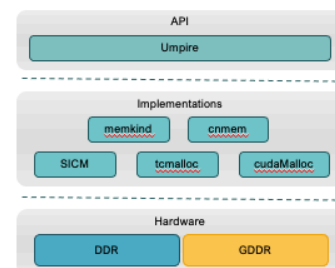 API
Umpire
Implementations
memkind cnmem
SICM tcmalloc cudaMalloc
Hardware
DDR GDDR